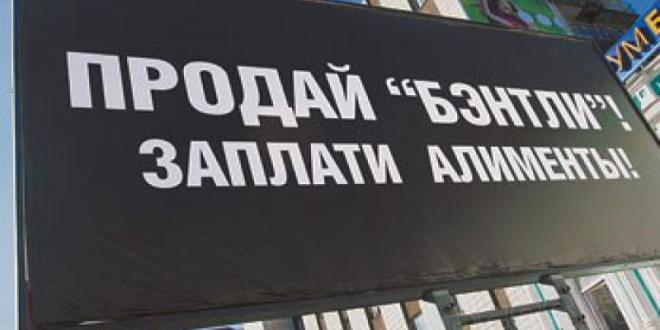 ПРОДАЙ “БЭНТЛИ”!
ЗАПЛАТИ АЛИМЕНТЫ!